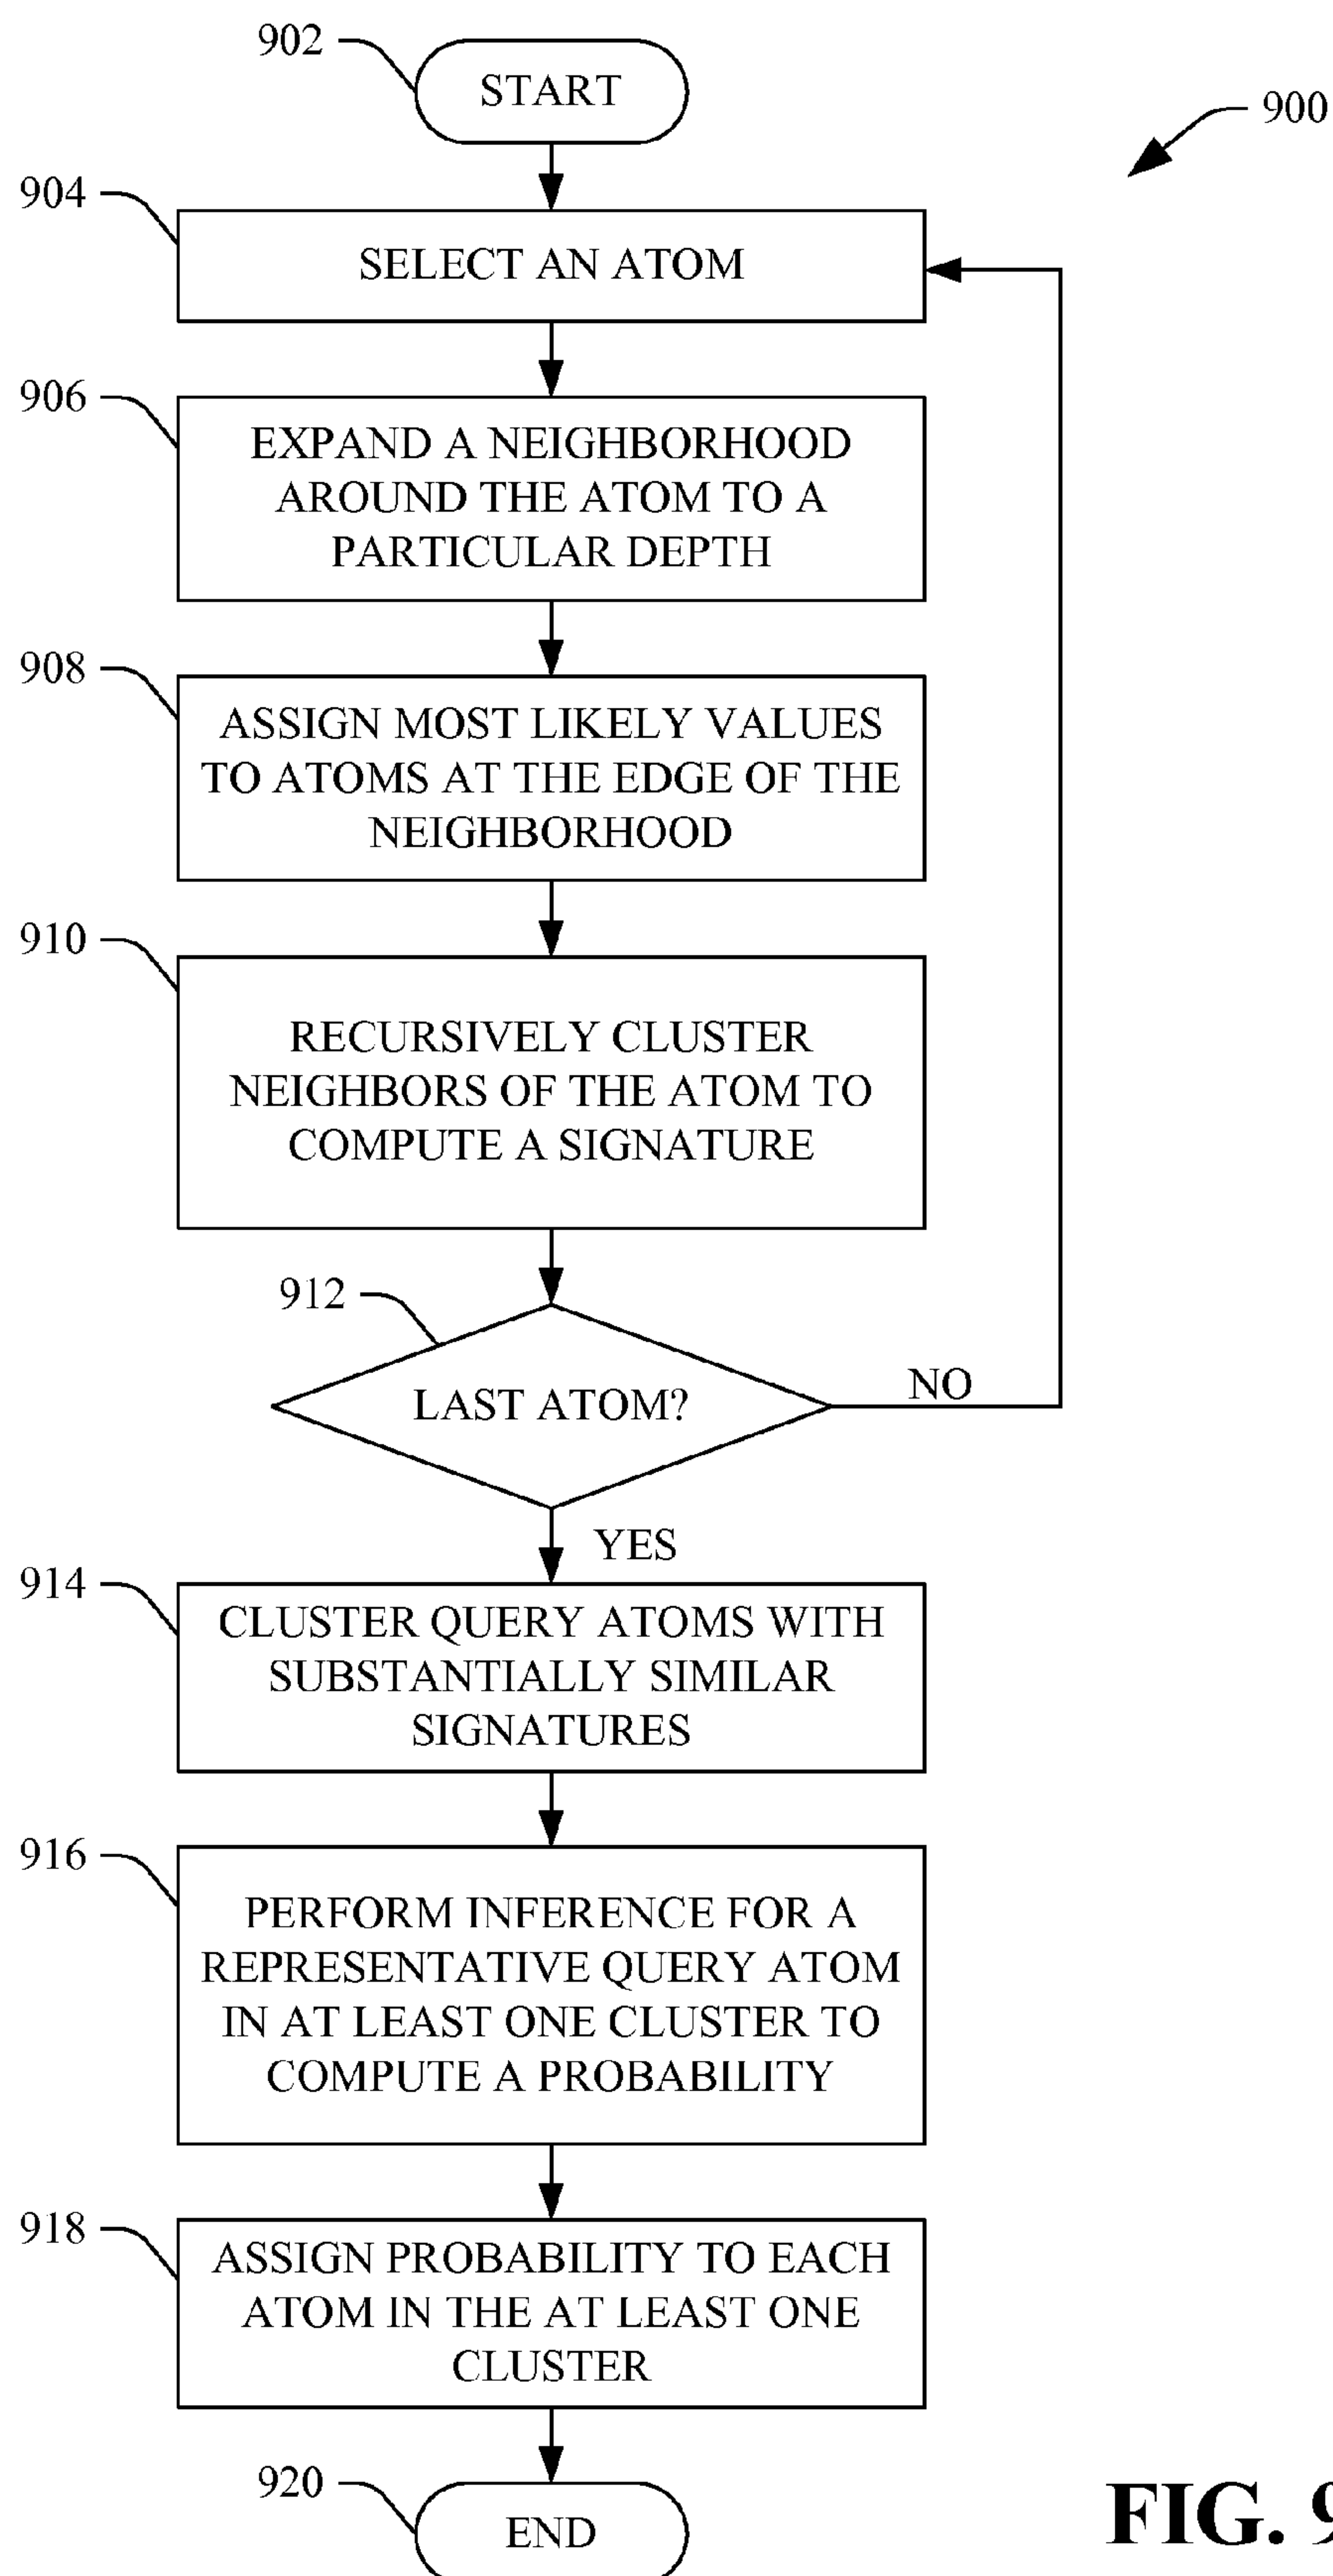 902
START
900
904
SELECT AN ATOM
906
EXPAND A NEIGHBORHOOD
AROUND THE ATOM TO A
PARTICULAR DEPTH
908
ASSIGN MOST LIKELY VALUES
TO ATOMS AT THE EDGE OF THE
NEIGHBORHOOD
910
RECURSIVELY CLUSTER
NEIGHBORS OF THE ATOM TO
COMPUTE A SIGNATURE
912
LAST ATOM?
NO
YES
914
CLUSTER QUERY ATOMS WITH
SUBSTANTIALLY SIMILAR
SIGNATURES
916
PERFORM INFERENCE FOR A
REPRESENTATIVE QUERY ATOM
IN AT LEAST ONE CLUSTER TO
COMPUTE A PROBABILITY
918
ASSIGN PROBABILITY TO EACH
ATOM IN THE AT LEAST ONE
CLUSTER
920
END
FIG. 9